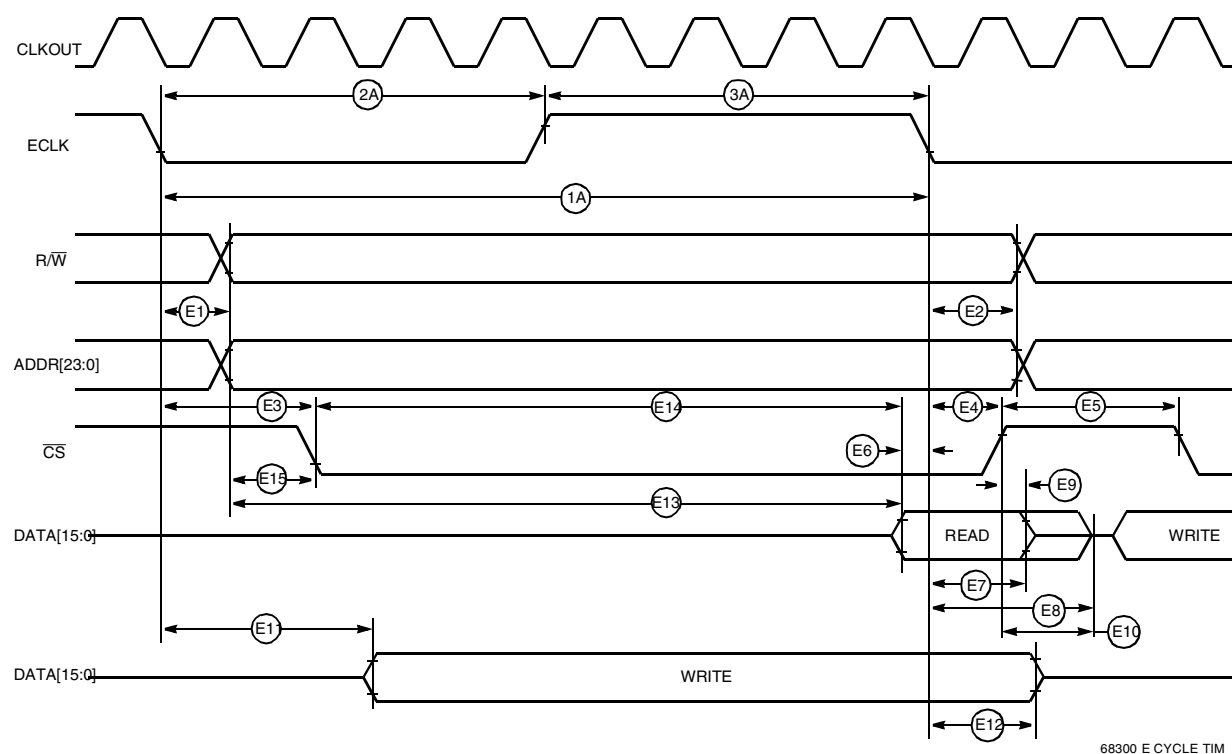 CLKOUT
2A
3A
ECLK
1A
R/W̅
E1
E2
ADDR[23:0]
E3
E14
E4
E5
C̅S̅
E6
E15
E9
E13
DATA[15:0]
READ
WRITE
E7
E8
E11
E10
DATA[15:0]
WRITE
E12
68300 E CYCLE TIM